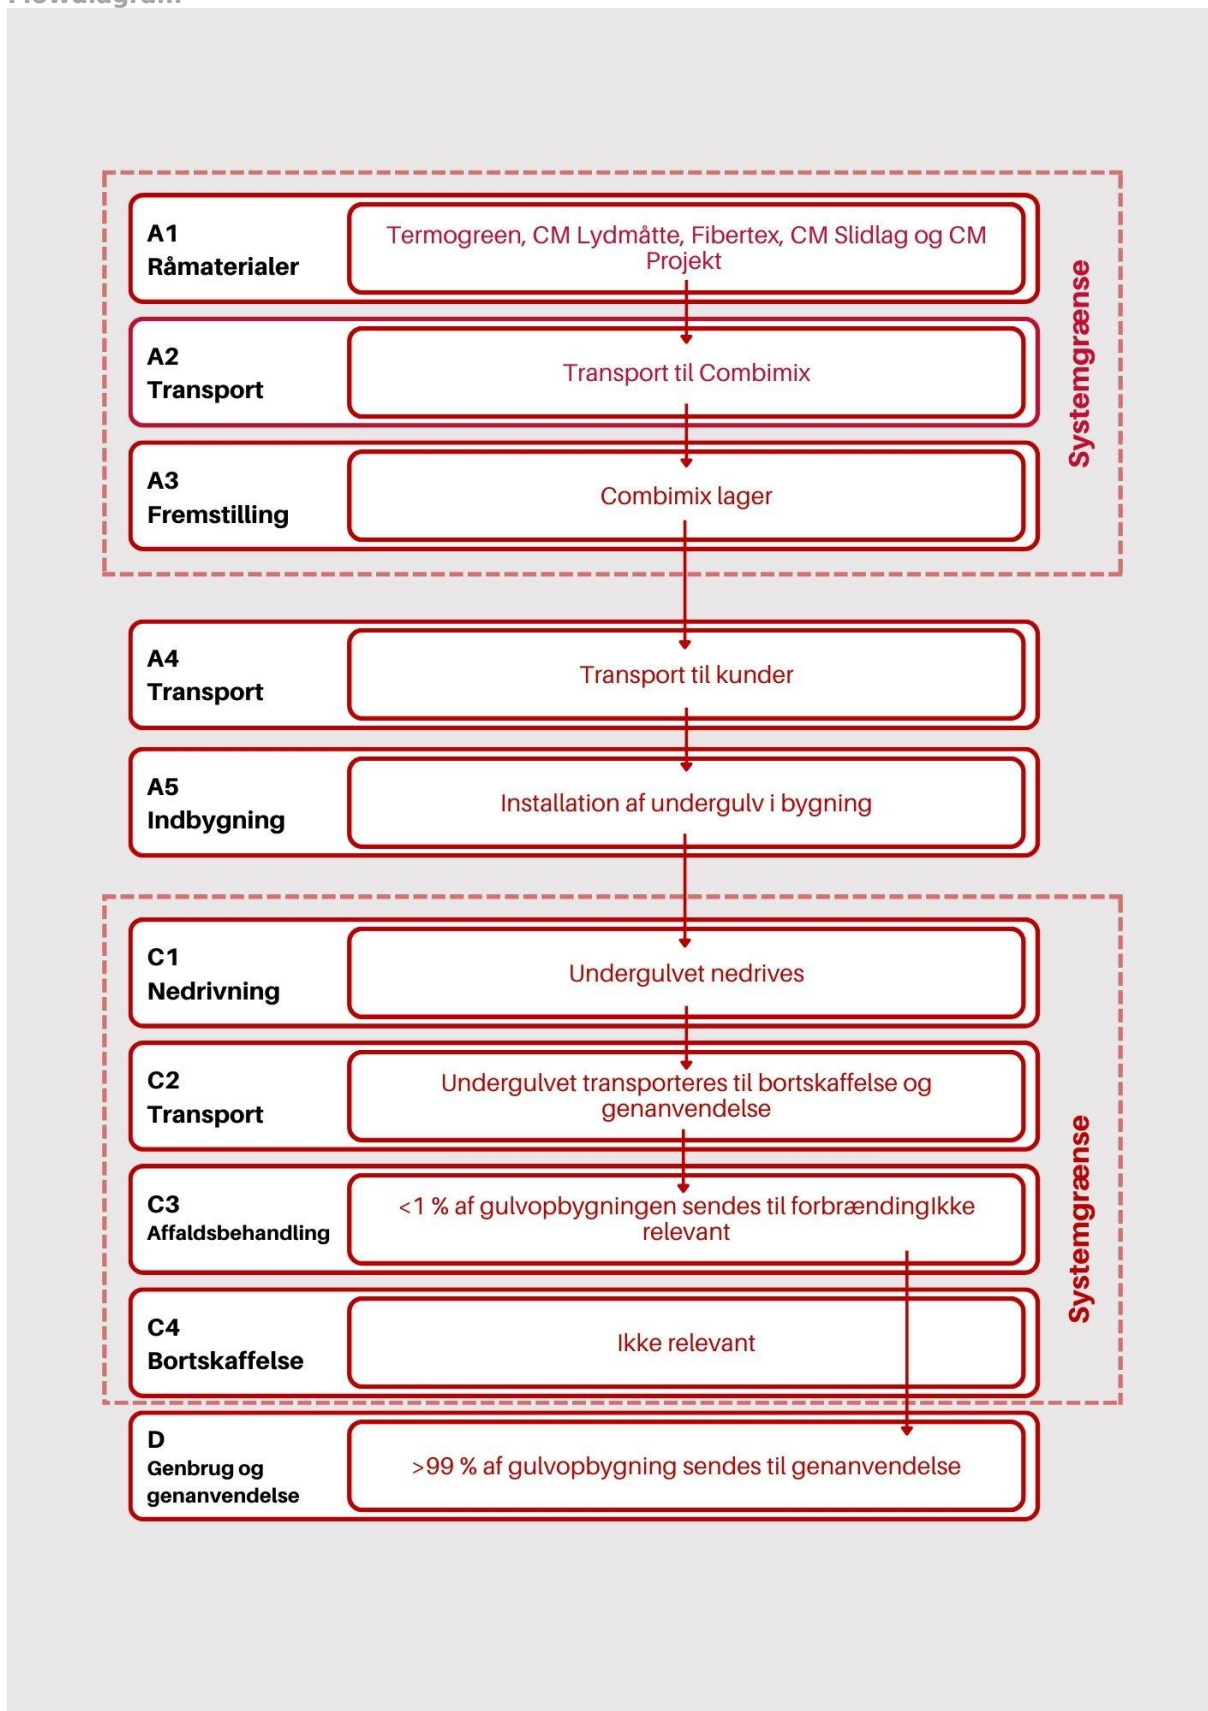 Flowdiagram
A1
Råmaterialer
Termogreen, CM Lydmåtte, Fibertex, CM Slidlag og CM
Projekt
A2
Transport
Transport til Combimix
A3
Fremstilling
Combimix lager
Systemgrænse
A4
Transport
Transport til kunder
A5
Indbygning
Installation af undergulv i bygning
C1
Nedrivning
Undergulvet nedrives
C2
Transport
Undergulvet transporteres til bortskaffelse og
genanvendelse
C3
Affaldsbehandling
<1 % af gulvopbygningen sendes til forbrændingIkke
relevant
C4
Bortskaffelse
Ikke relevant
Systemgrænse
D
Genbrug og
genanvendelse
>99 % af gulvopbygning sendes til genanvendelse